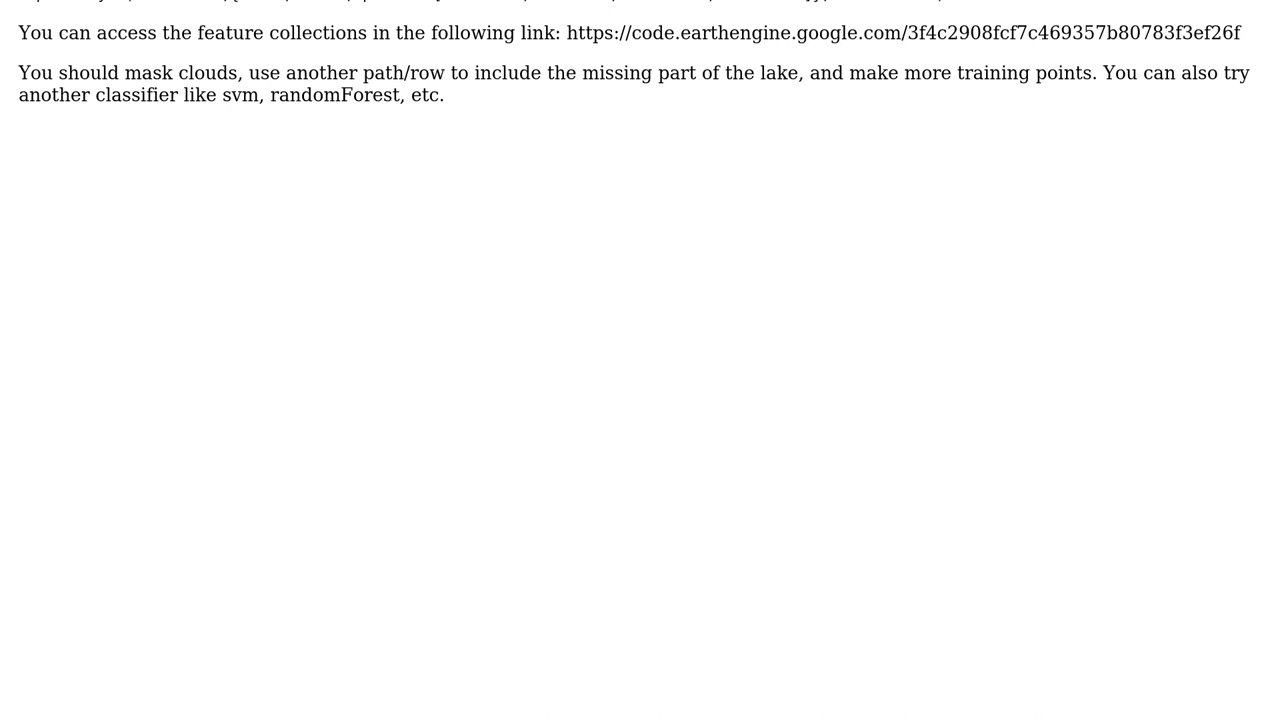 You can access the feature collections in the following link: https://code.earthengine.google.com/3f4c2908fcf7c469357b80783f3ef26f
You should mask clouds, use another path/row to include the missing part of the lake, and make more training points. You can also try
another classifier like svm, randomForest, etc.